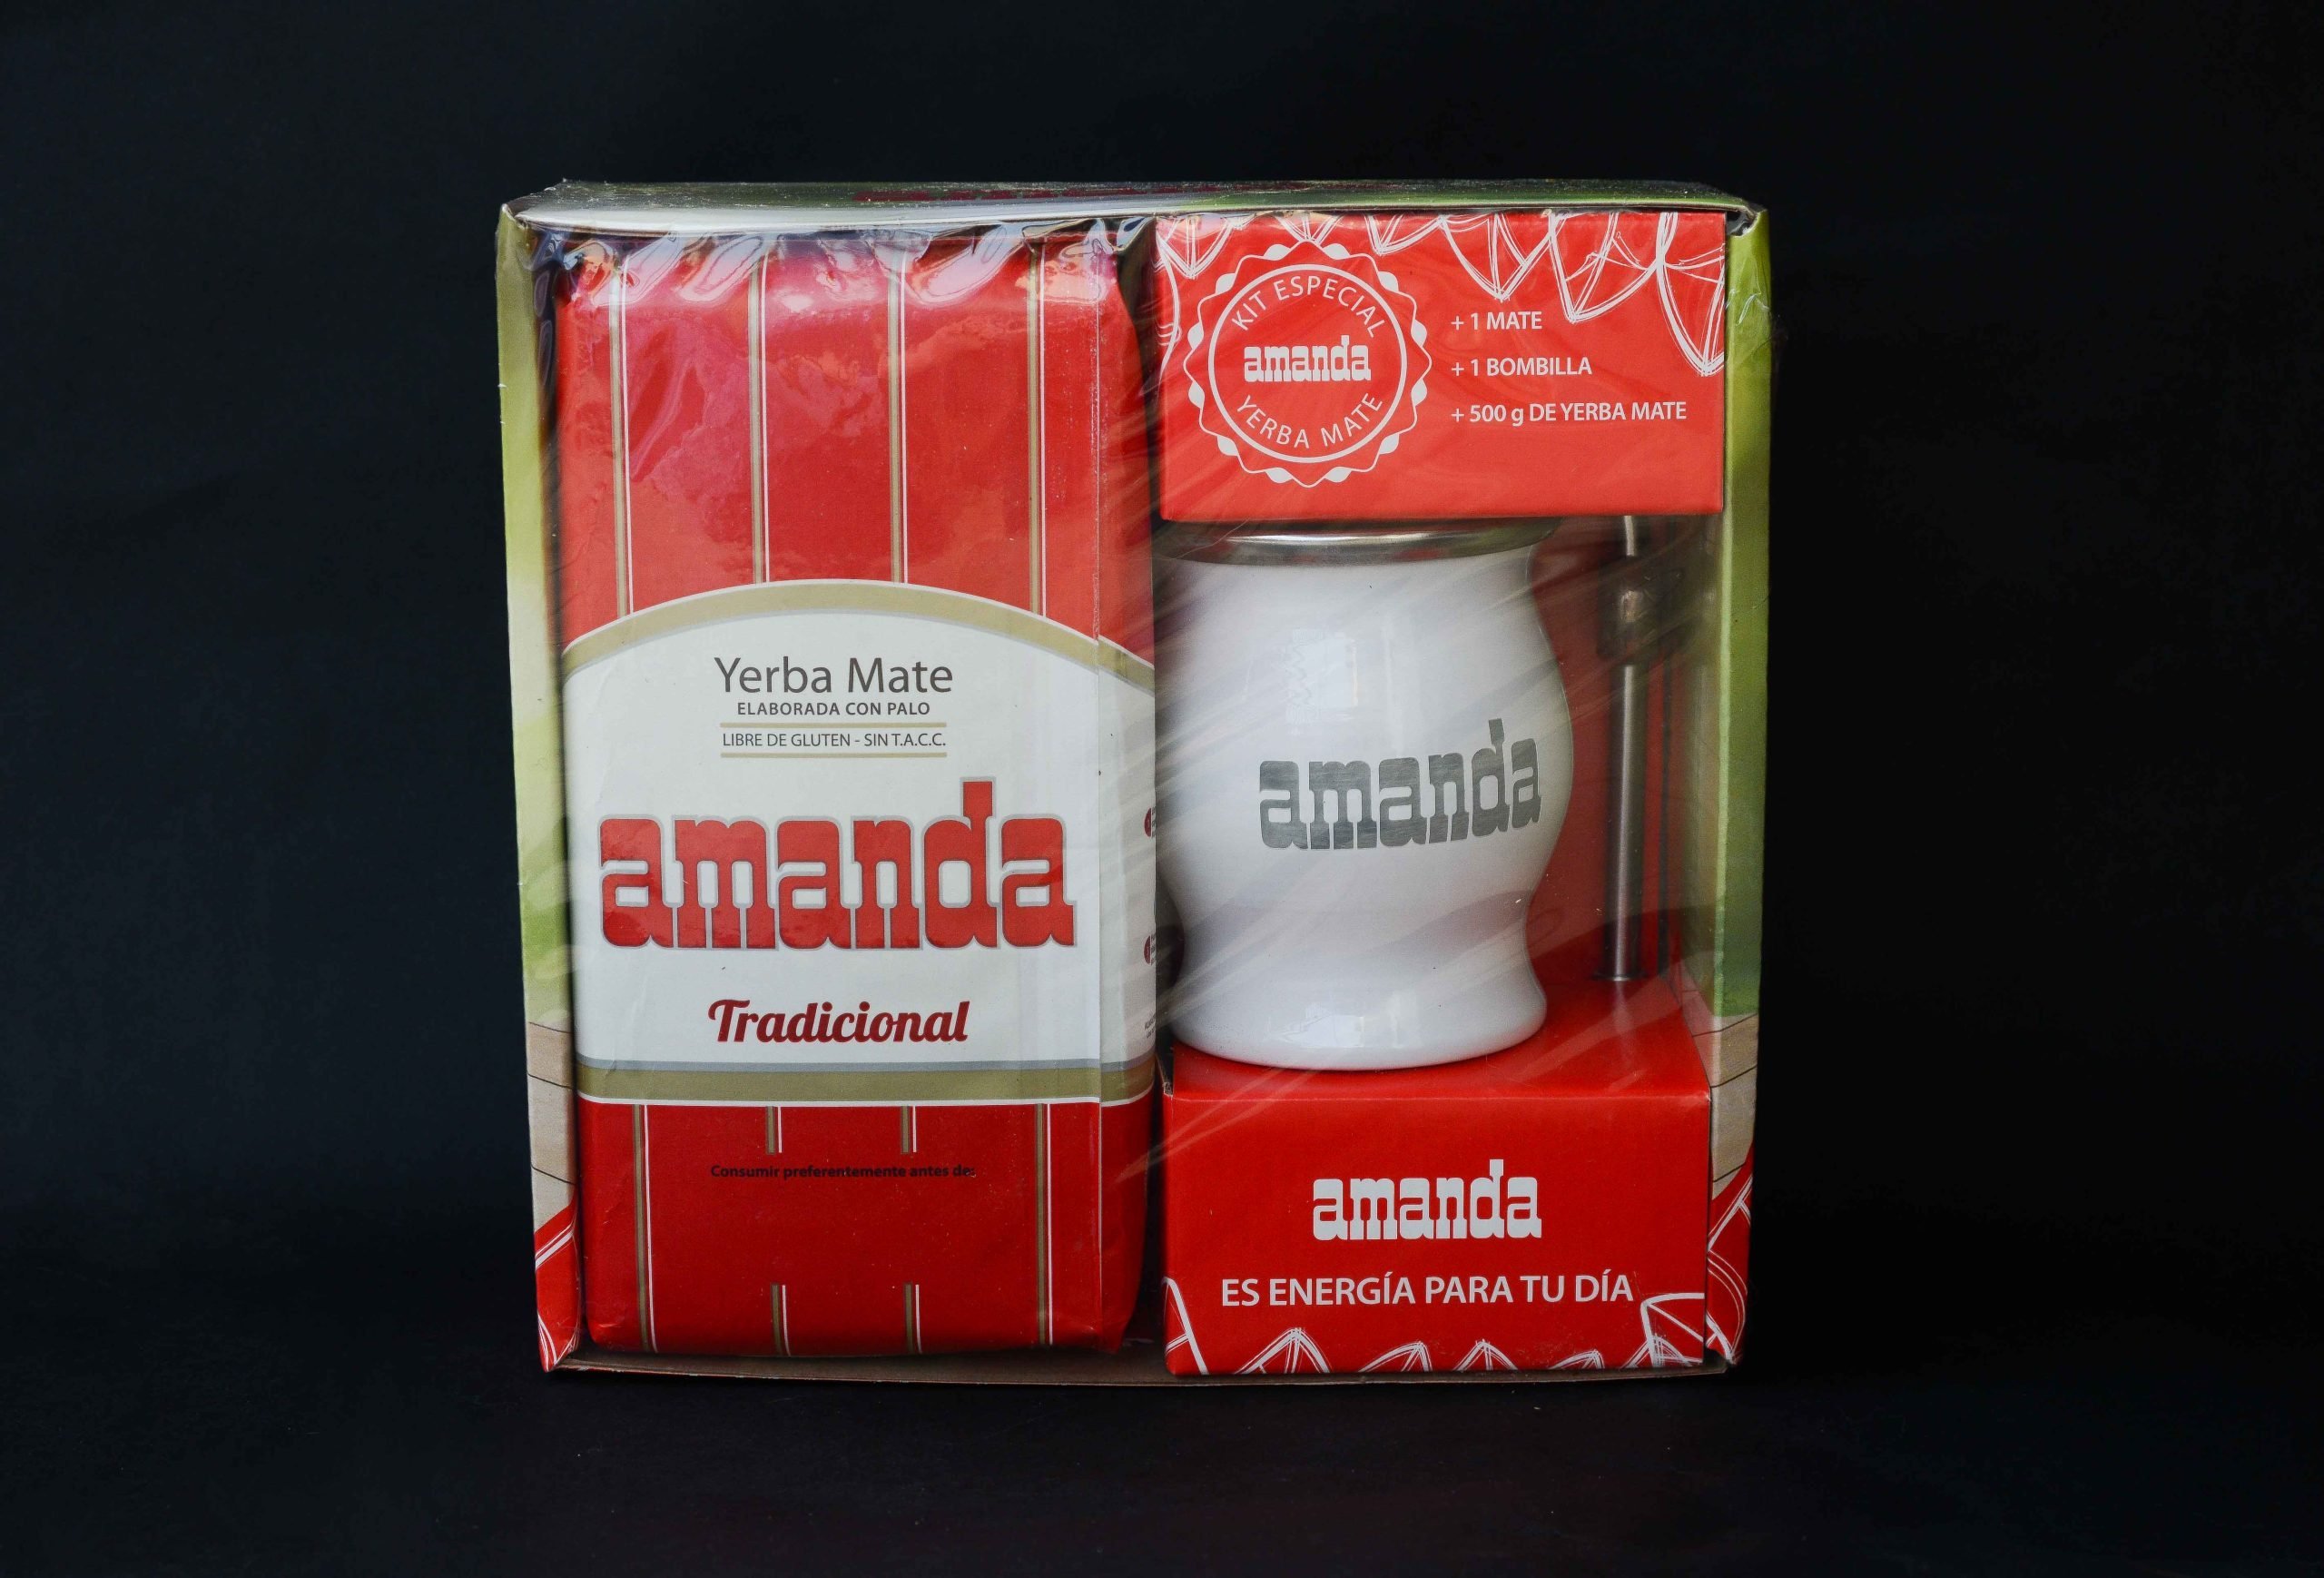 Yerba Mate
ELABORADA CON PALO
LIBRE DE GLUTEN - SIN T.A.C.C.
amanda
Tradicional
Consumir preferentemente antes de:
KIT ESPECIAL
amanda
YERBA MATE
+ 1 MATE
+ 1 BOMBILLA
+ 500 g DE YERBA MATE
amanda
amanda
ES ENERGÍA PARA TU DÍA